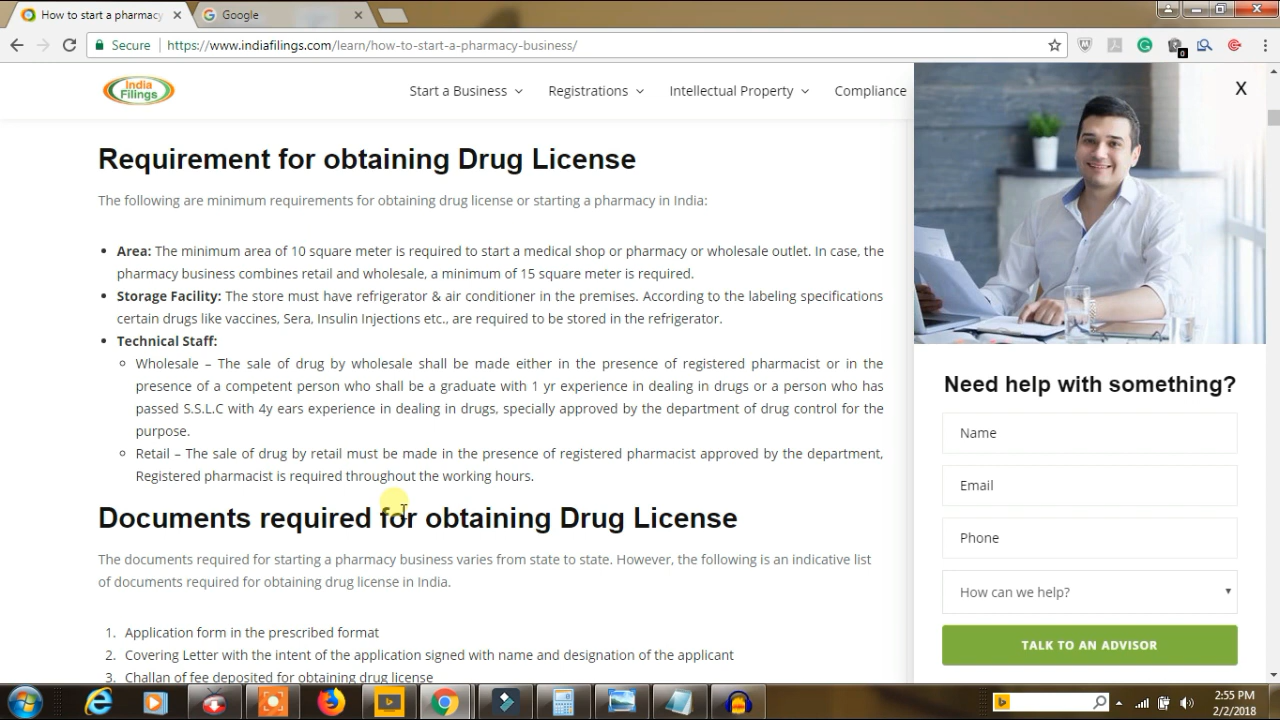 How to start a pharmacy
Google
Secure
https://www.indiafilings.com/learn/how-to-start-a-pharmacy-business/
0
India
Filings
Start a Business
Registrations
Intellectual Property
Compliance
X
Requirement for obtaining Drug License
The following are minimum requirements for obtaining drug license or starting a pharmacy in India:
• Area: The minimum area of 10 square meter is required to start a medical shop or pharmacy or wholesale outlet. In case, the
pharmacy business combines retail and wholesale, a minimum of 15 square meter is required.
• Storage Facility: The store must have refrigerator & air conditioner in the premises. According to the labeling specifications
certain drugs like vaccines, Sera, Insulin Injections etc., are required to be stored in the refrigerator.
• Technical Staff:
Wholesale – The sale of drug by wholesale shall be made either in the presence of registered pharmacist or in the
presence of a competent person who shall be a graduate with 1 yr experience in dealing in drugs or a person who has
passed S.S.L.C with 4y ears experience in dealing in drugs, specially approved by the department of drug control for the
purpose.
Retail – The sale of drug by retail must be made in the presence of registered pharmacist approved by the department,
Registered pharmacist is required throughout the working hours.
Documents required for obtaining Drug License
The documents required for starting a pharmacy business varies from state to state. However, the following is an indicative list
of documents required for obtaining drug license in India.
1. Application form in the prescribed format
2. Covering Letter with the intent of the application signed with name and designation of the applicant
3. Challan of fee deposited for obtaining drug license
Need help with something?
Name
Email
Phone
How can we help?
TALK TO AN ADVISOR
2:55 PM
2/2/2018